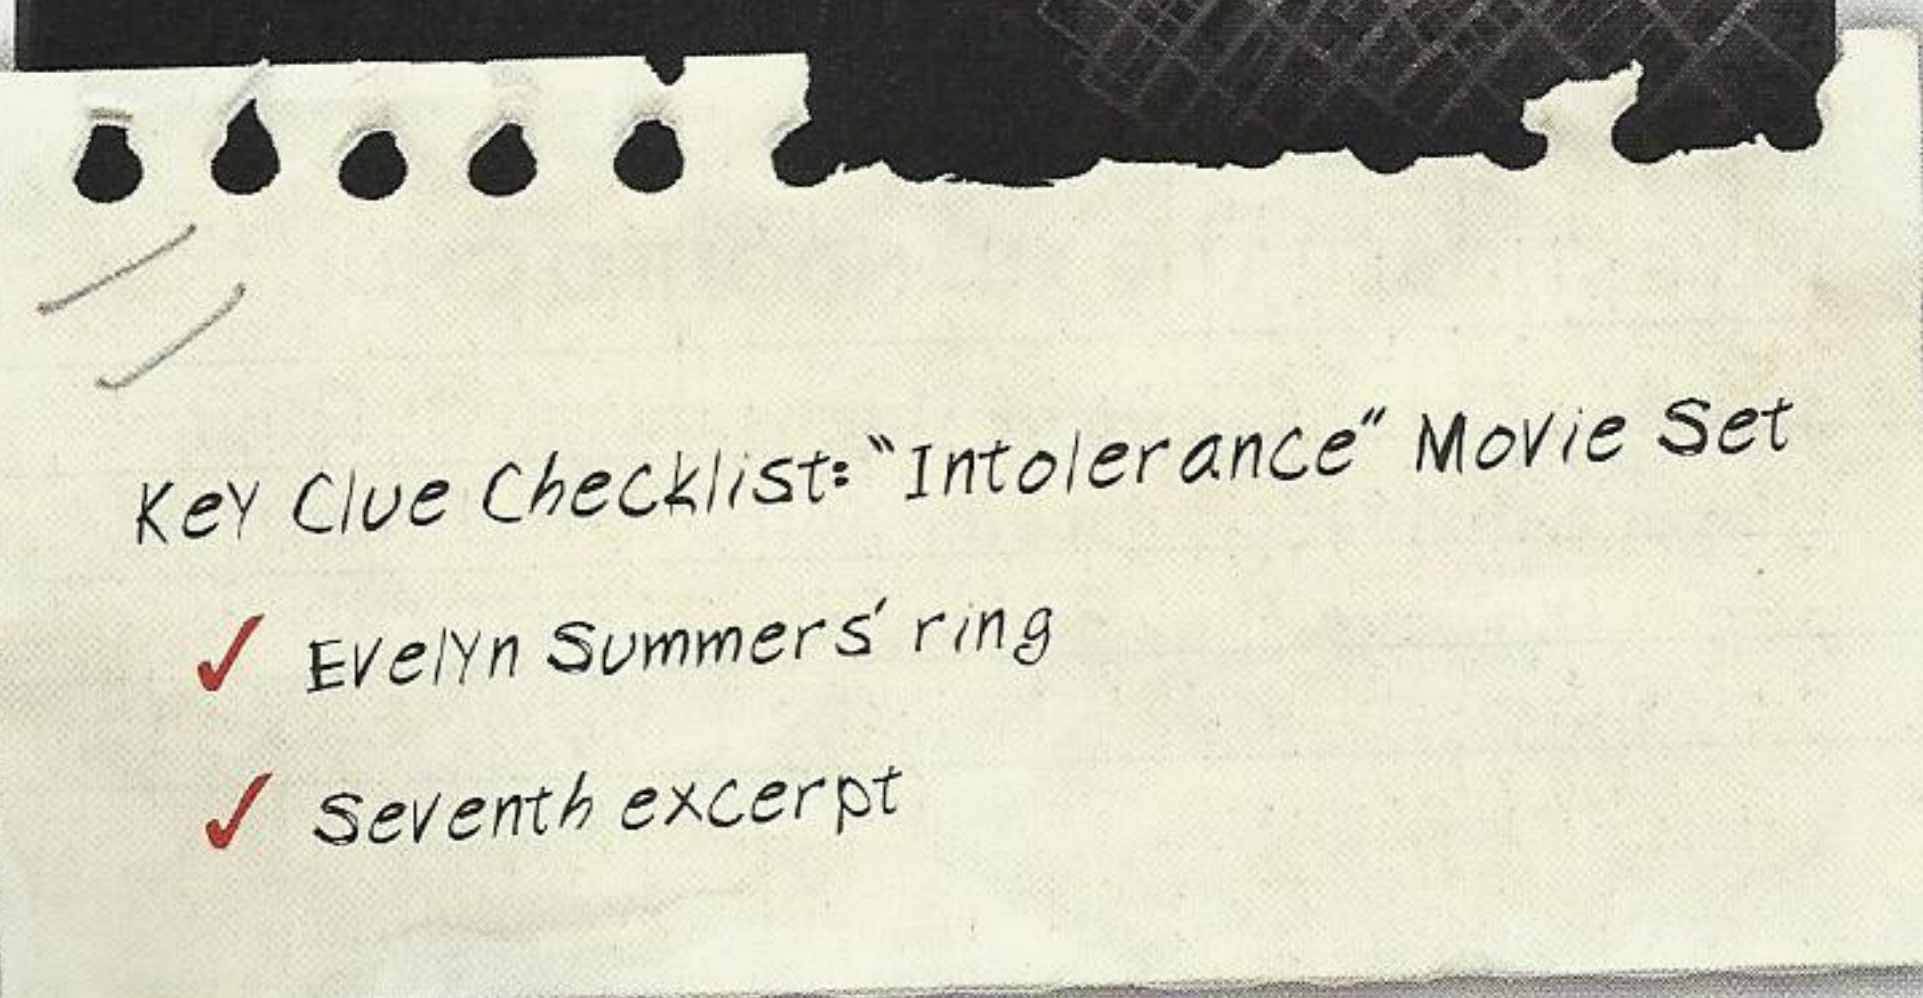 Key Clue Checklist: "Intolerance" Movie Set
✓ Evelyn Summers' ring
✓ Seventh excerpt